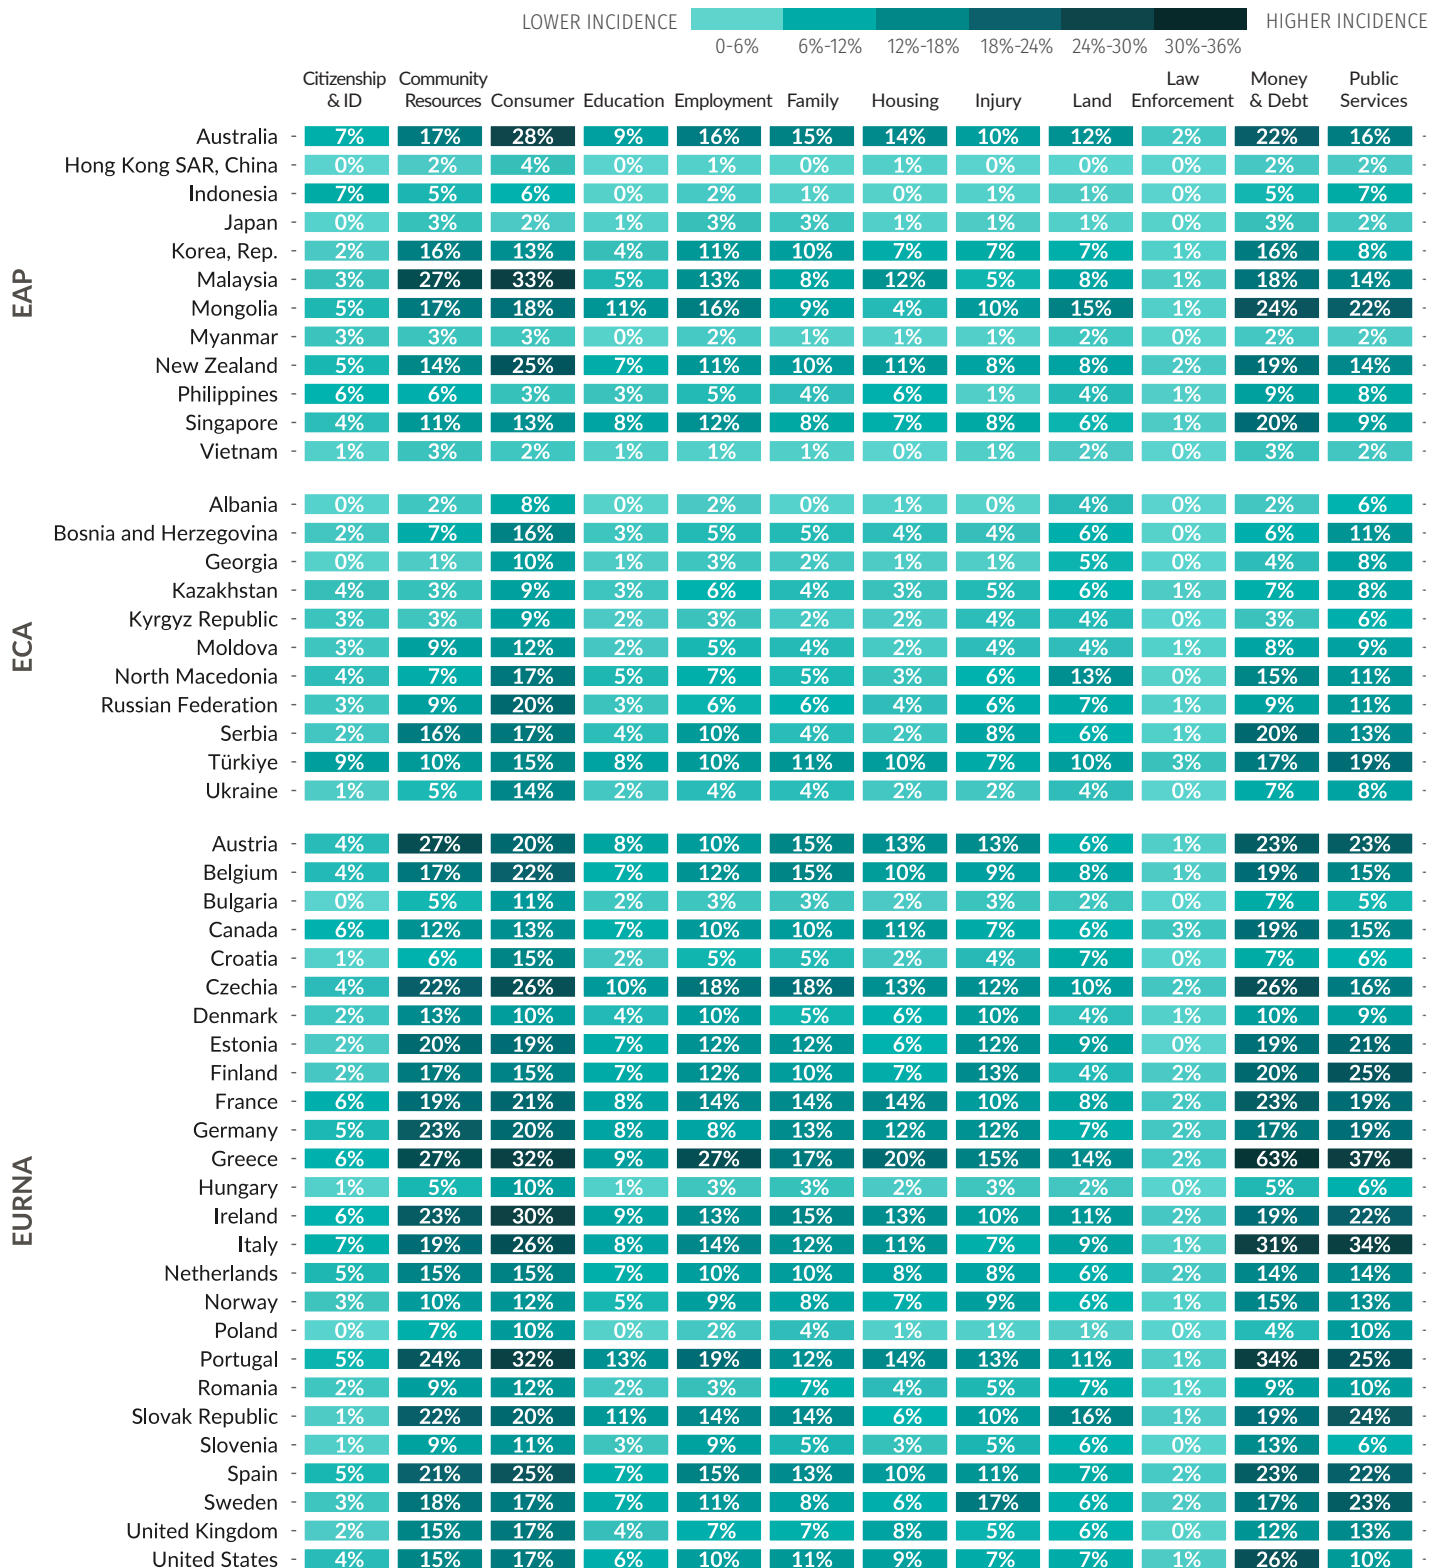 LOWER INCIDENCE HIGHER INCIDENCE
0-6% 6%-12% 12%-18% 18%-24% 24%-30% 30%-36%
Citizenship Community Law Money Public
& ID Resources Consumer Education Employment Family Housing Injury Land Enforcement & Debt Services
EAP
Australia - 7% 17% 28% 9% 16% 15% 14% 10% 12% 2% 22% 16% -
Hong Kong SAR, China - 0% 2% 4% 0% 1% 0% 1% 0% 0% 0% 2% 2% -
Indonesia - 7% 5% 6% 0% 2% 1% 0% 1% 1% 0% 5% 7% -
Japan - 0% 3% 2% 1% 3% 3% 1% 1% 1% 0% 3% 2% -
Korea, Rep. - 2% 16% 13% 4% 11% 10% 7% 7% 7% 1% 16% 8% -
Malaysia - 3% 27% 33% 5% 13% 8% 12% 5% 8% 1% 18% 14% -
Mongolia - 5% 17% 18% 11% 16% 9% 4% 10% 15% 1% 24% 22% -
Myanmar - 3% 3% 3% 0% 2% 1% 1% 1% 2% 0% 2% 2% -
New Zealand - 5% 14% 25% 7% 11% 10% 11% 8% 8% 2% 19% 14% -
Philippines - 6% 6% 3% 3% 5% 4% 6% 1% 4% 1% 9% 8% -
Singapore - 4% 11% 13% 8% 12% 8% 7% 8% 6% 1% 20% 9% -
Vietnam - 1% 3% 2% 1% 1% 1% 0% 1% 2% 0% 3% 2% -
ECA
Albania - 0% 2% 8% 0% 2% 0% 1% 0% 4% 0% 2% 6% -
Bosnia and Herzegovina - 2% 7% 16% 3% 5% 5% 4% 4% 6% 0% 6% 11% -
Georgia - 0% 1% 10% 1% 3% 2% 1% 1% 5% 0% 4% 8% -
Kazakhstan - 4% 3% 9% 3% 6% 4% 3% 5% 6% 1% 7% 8% -
Kyrgyz Republic - 3% 3% 9% 2% 3% 2% 2% 4% 4% 0% 3% 6% -
Moldova - 3% 9% 12% 2% 5% 4% 2% 4% 4% 1% 8% 9% -
North Macedonia - 4% 7% 17% 5% 7% 5% 3% 6% 13% 0% 15% 11% -
Russian Federation - 3% 9% 20% 3% 6% 6% 4% 6% 7% 1% 9% 11% -
Serbia - 2% 16% 17% 4% 10% 4% 2% 8% 6% 1% 20% 13% -
Türkiye - 9% 10% 15% 8% 10% 11% 10% 7% 10% 3% 17% 19% -
Ukraine - 1% 5% 14% 2% 4% 4% 2% 2% 4% 0% 7% 8% -
EURNA
Austria - 4% 27% 20% 8% 10% 15% 13% 13% 6% 1% 23% 23% -
Belgium - 4% 17% 22% 7% 12% 15% 10% 9% 8% 1% 19% 15% -
Bulgaria - 0% 5% 11% 2% 3% 3% 2% 3% 2% 0% 7% 5% -
Canada - 6% 12% 13% 7% 10% 10% 11% 7% 6% 3% 19% 15% -
Croatia - 1% 6% 15% 2% 5% 5% 2% 4% 7% 0% 7% 6% -
Czechia - 4% 22% 26% 10% 18% 18% 13% 12% 10% 2% 26% 16% -
Denmark - 2% 13% 10% 4% 10% 5% 6% 10% 4% 1% 10% 9% -
Estonia - 2% 20% 19% 7% 12% 12% 6% 12% 9% 0% 19% 21% -
Finland - 2% 17% 15% 7% 12% 10% 7% 13% 4% 2% 20% 25% -
France - 6% 19% 21% 8% 14% 14% 14% 10% 8% 2% 23% 19% -
Germany - 5% 23% 20% 8% 8% 13% 12% 12% 7% 2% 17% 19% -
Greece - 6% 27% 32% 9% 27% 17% 20% 15% 14% 2% 63% 37% -
Hungary - 1% 5% 10% 1% 3% 3% 2% 3% 2% 0% 5% 6% -
Ireland - 6% 23% 30% 9% 13% 15% 13% 10% 11% 2% 19% 22% -
Italy - 7% 19% 26% 8% 14% 12% 11% 7% 9% 1% 31% 34% -
Netherlands - 5% 15% 15% 7% 10% 10% 8% 8% 6% 2% 14% 14% -
Norway - 3% 10% 12% 5% 9% 8% 7% 9% 6% 1% 15% 13% -
Poland - 0% 7% 10% 0% 2% 4% 1% 1% 1% 0% 4% 10% -
Portugal - 5% 24% 32% 13% 19% 12% 14% 13% 11% 1% 34% 25% -
Romania - 2% 9% 12% 2% 3% 7% 4% 5% 7% 1% 9% 10% -
Slovak Republic - 1% 22% 20% 11% 14% 14% 6% 10% 16% 1% 19% 24% -
Slovenia - 1% 9% 11% 3% 9% 5% 3% 5% 6% 0% 13% 6% -
Spain - 5% 21% 25% 7% 15% 13% 10% 11% 7% 2% 23% 22% -
Sweden - 3% 18% 17% 7% 11% 8% 6% 17% 6% 2% 17% 23% -
United Kingdom - 2% 15% 17% 4% 7% 7% 8% 5% 6% 0% 12% 13% -
United States - 4% 15% 17% 6% 10% 11% 9% 7% 7% 1% 26% 10% -